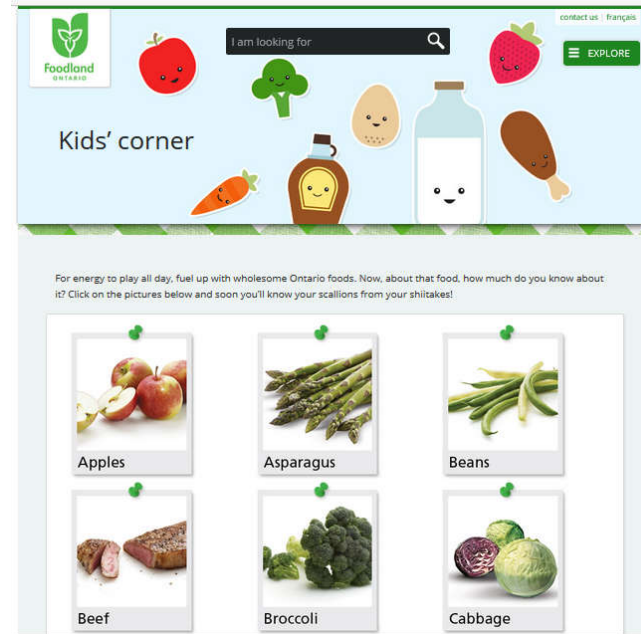 contact us | français
Foodland
ONTARIO
I am looking for
EXPLORE
Kids' corner
For energy to play all day, fuel up with wholesome Ontario foods. Now, about that food, how much do you know about
it? Click on the pictures below and soon you'll know your scallions from your shiitakes!
Apples
Asparagus
Beans
Beef
Broccoli
Cabbage